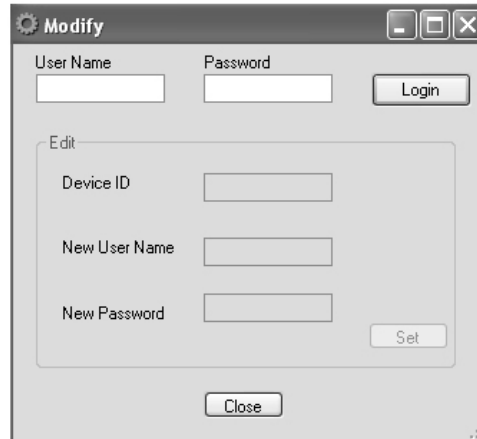 Modify
User Name Password
Login
Edit
Device ID
New User Name
New Password
Set
Close